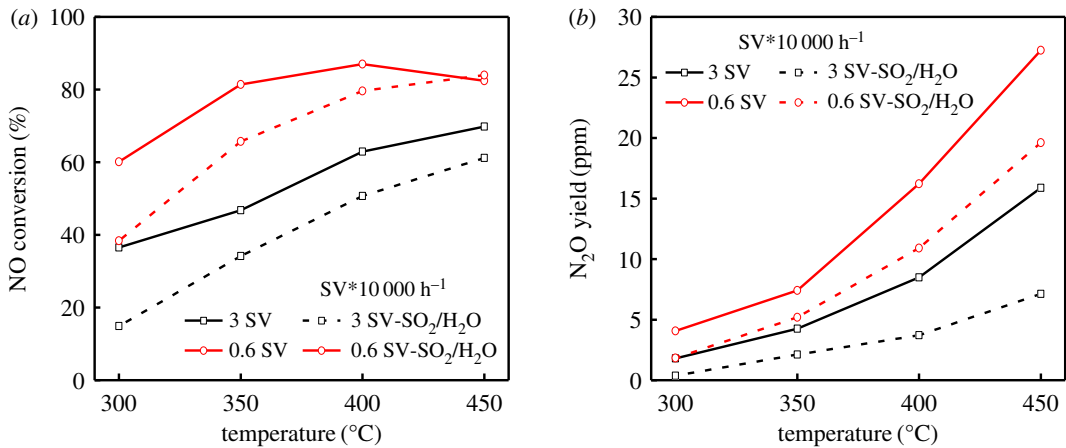 (a)
NO conversion (%)
100
80
60
40
20
0
SV*10 000 h⁻¹
3 SV
3 SV-SO₂/H₂O
0.6 SV
0.6 SV-SO₂/H₂O
300
350
400
450
temperature (°C)
(b)
N₂O yield (ppm)
30
25
20
15
10
5
0
SV*10 000 h⁻¹
3 SV
3 SV-SO₂/H₂O
0.6 SV
0.6 SV-SO₂/H₂O
300
350
400
450
temperature (°C)